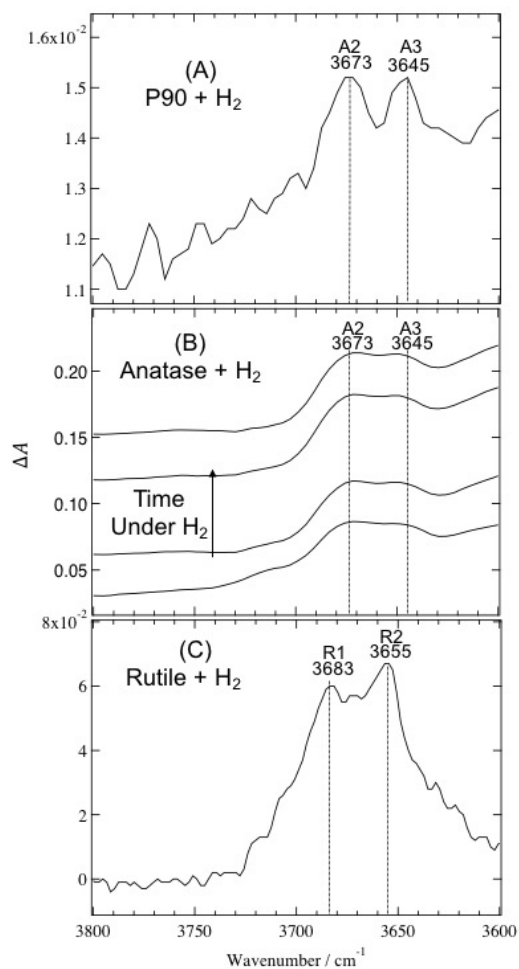 1.6x10⁻²
1.5
1.4
1.3
1.2
1.1
(A)
P90 + H₂
A2
3673
A3
3645
0.20
0.15
0.10
0.05
ΔA
(B)
Anatase + H₂
A2
3673
A3
3645
Time
Under H₂
8x10⁻²
6
4
2
0
(C)
Rutile + H₂
R1
3683
R2
3655
3800
3750
3700
3650
3600
Wavenumber / cm⁻¹